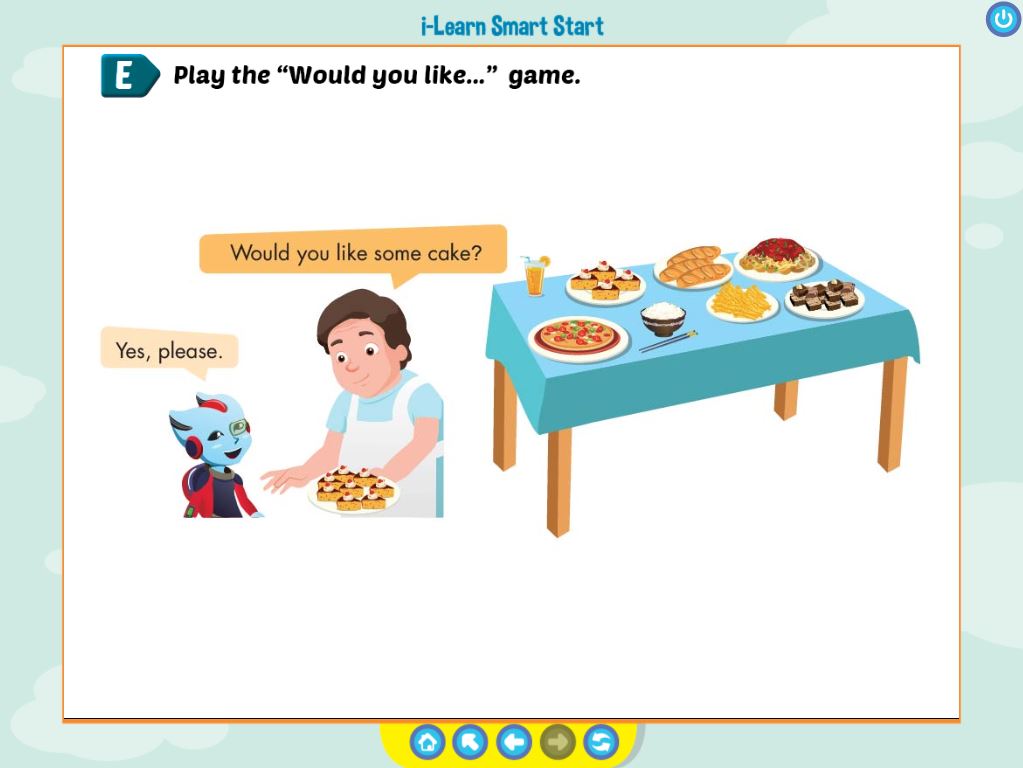 i-Learn Smart Start
E Play the “Would you like...” game.
Would you like some cake?
Yes, please.